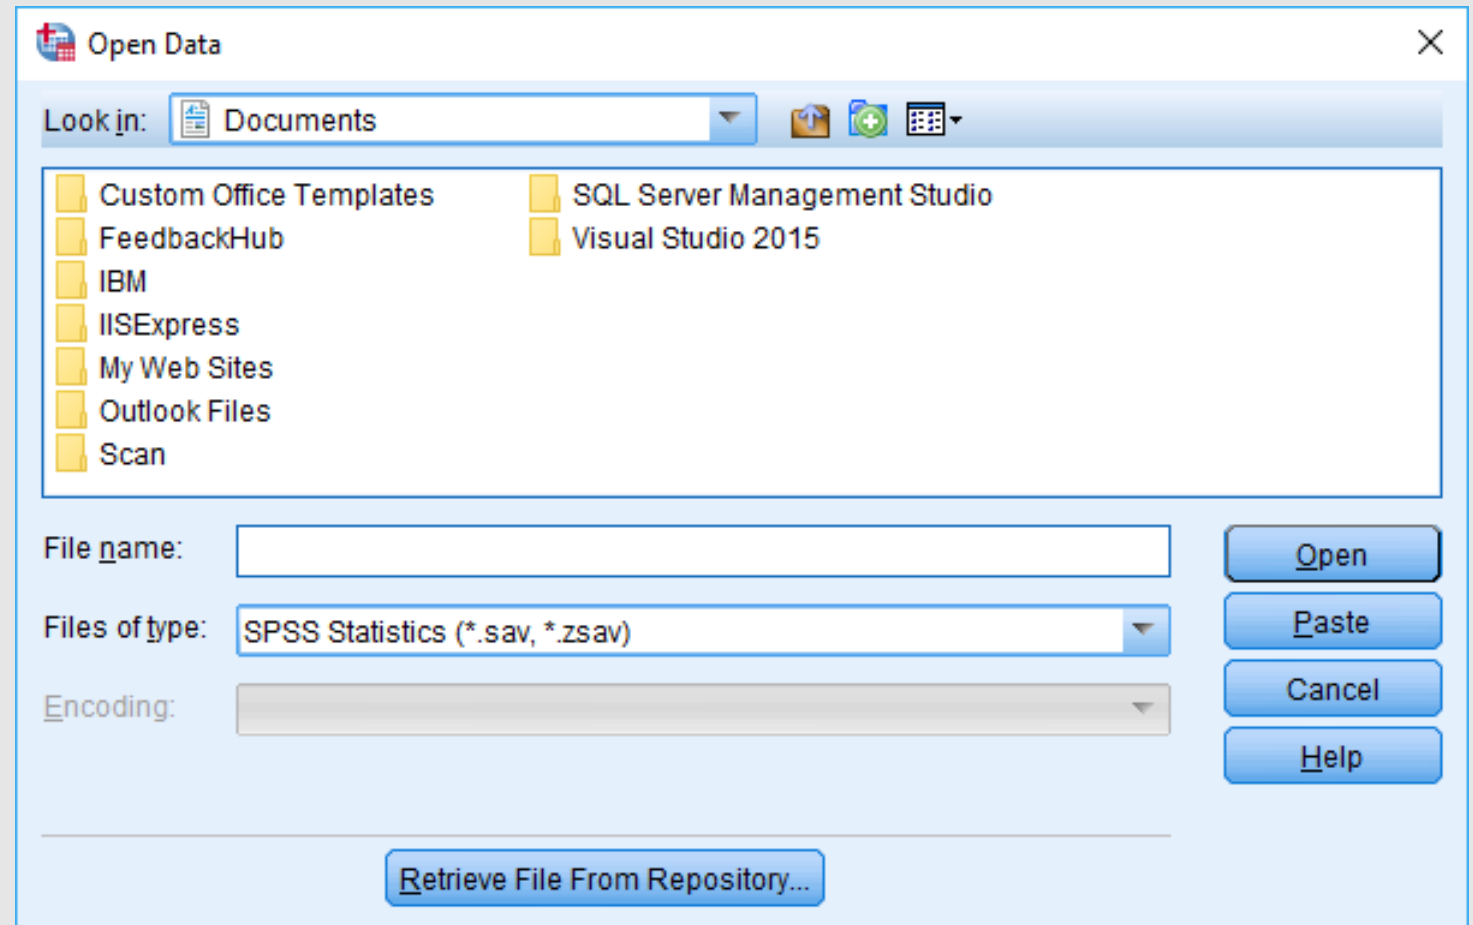 Open Data
Look in: Documents
Custom Office Templates
FeedbackHub
IBM
IISExpress
My Web Sites
Outlook Files
Scan
SQL Server Management Studio
Visual Studio 2015
File name:
Files of type: SPSS Statistics (*.sav, *.zsav)
Encoding:
Open
Paste
Cancel
Help
Retrieve File From Repository...